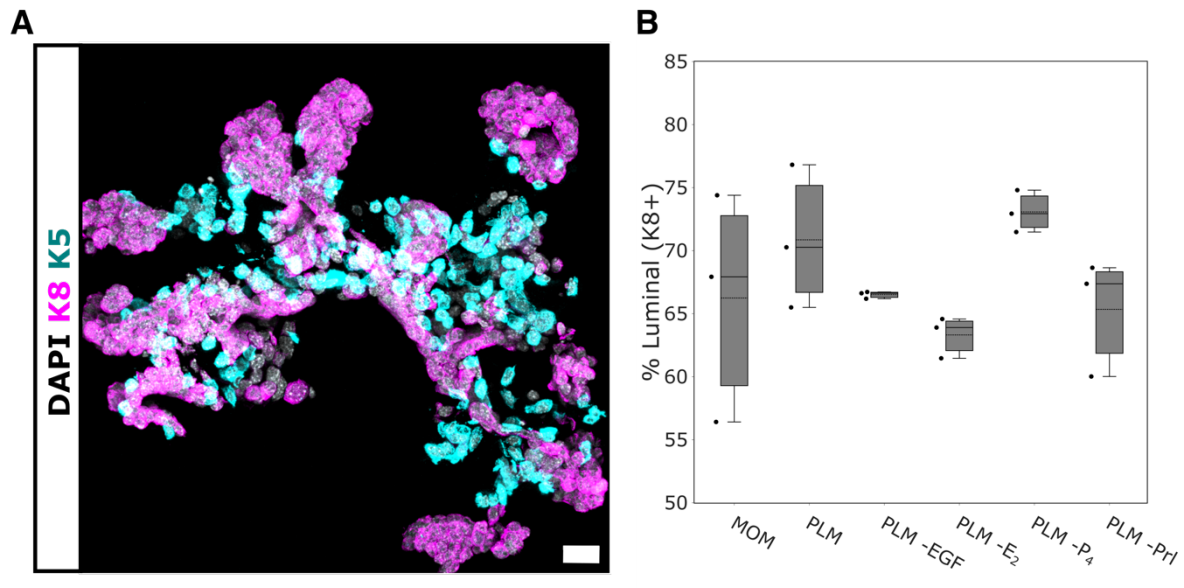 A
DAPI K8 K5
B
% Luminal (K8+)
85
80
75
70
65
60
55
50
MOM
PLM
PLM -EGF
PLM -E₂
PLM -P₄
PLM -Prl